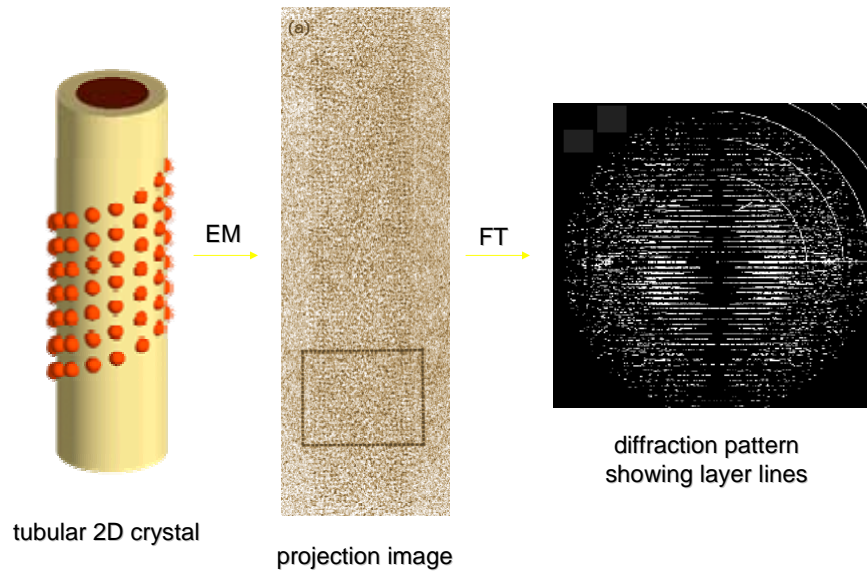 (a)
EM
FT
diffraction pattern
showing layer lines
tubular 2D crystal
projection image